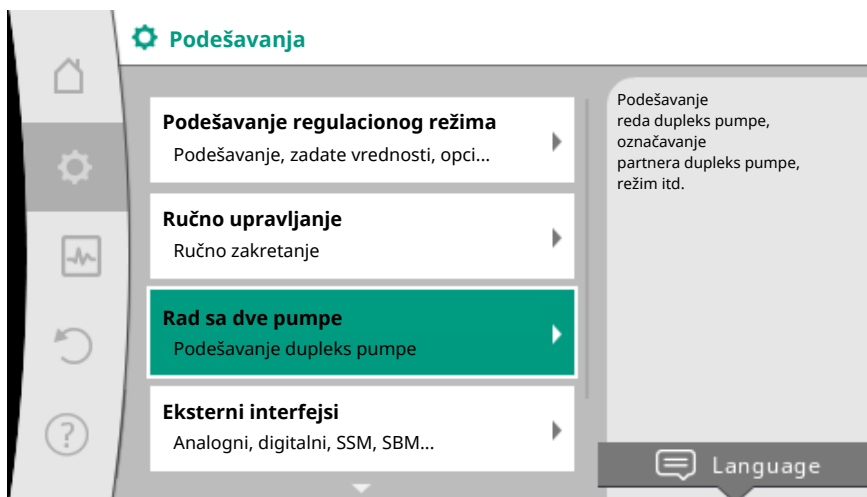 Podešavanja
Podešavanje regulacionog režima
Podešavanje, zadate vrednosti, opci...
Ručno upravljanje
Ručno zakretanje
Rad sa dve pumpe
Podešavanje dupleks pumpe
Eksterni interfejsi
Analogni, digitalni, SSM, SBM...
Podešavanje
reda dupleks pumpe,
označavanje
partnera dupleks pumpe,
režim itd.
?
Language